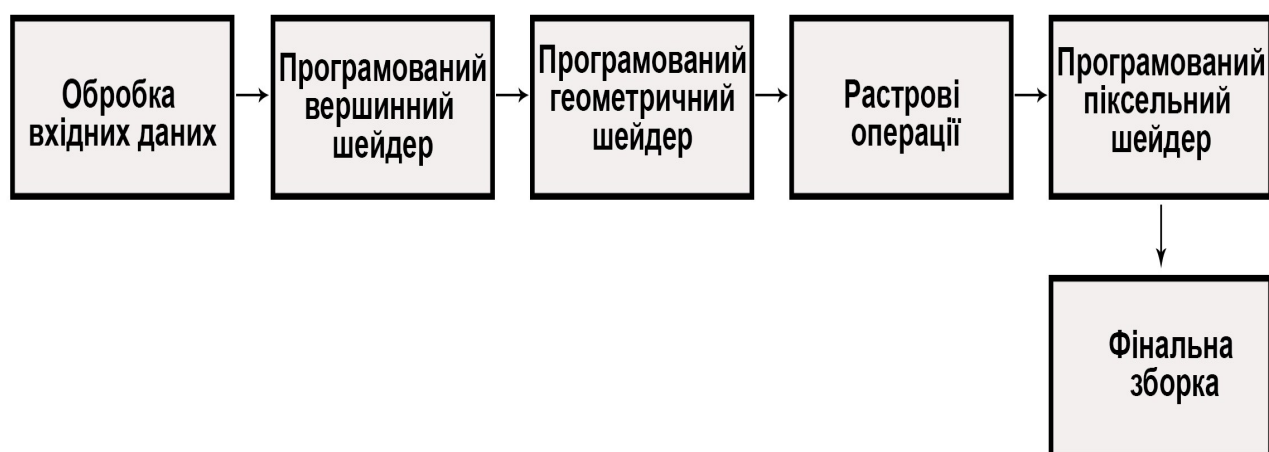 Обробка
вхідних даних
Програмований
вершинний
шейдер
Програмований
геометричний
шейдер
Растрові
операції
Програмований
піксельний
шейдер
Фінальна
зборка